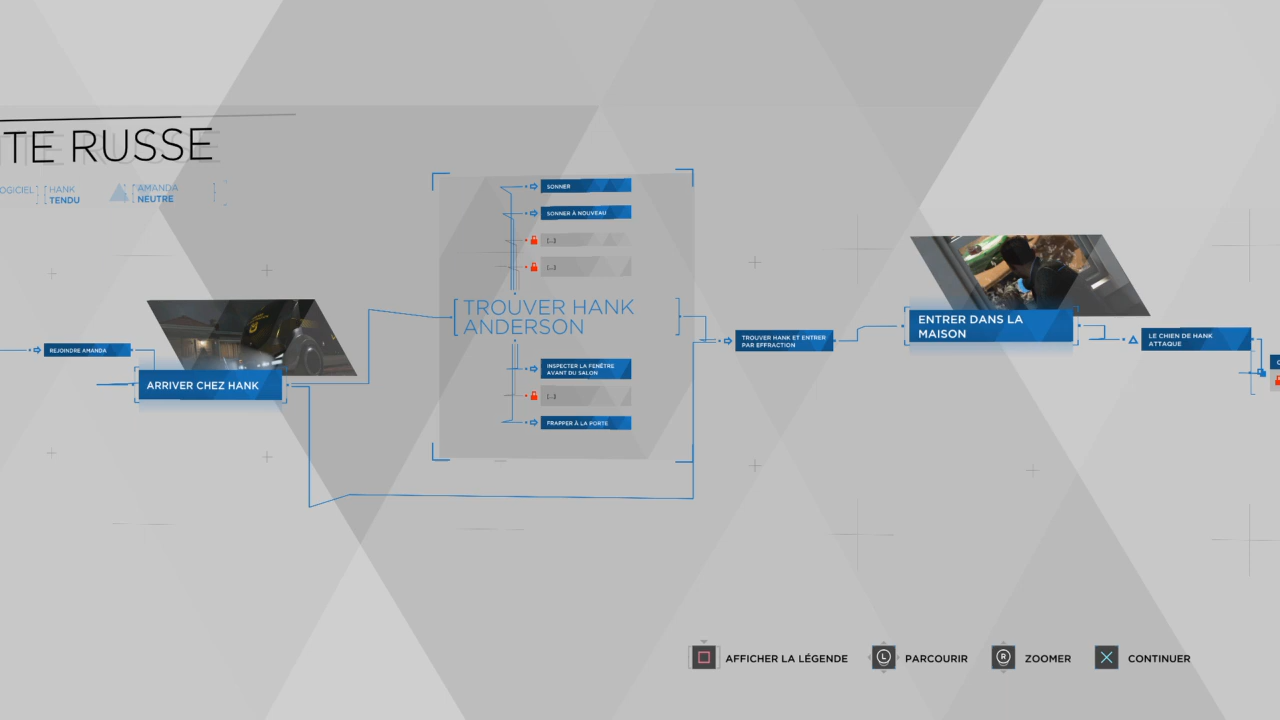 TE RUSSE
OGICIEL
HANK
TENDU
AMANDA
NEUTRE
REJOINDRE AMANDA
ARRIVER CHEZ HANK
SONNER
SONNER À NOUVEAU
[...]
[...]
TROUVER HANK
ANDERSON
INSPECTER LA FENÊTRE
AVANT DU SALON
[...]
FRAPPER À LA PORTE
TROUVER HANK ET ENTRER
PAR EFFRACTION
ENTRER DANS LA
MAISON
LE CHIEN DE HANK
ATTAQUE
AFFICHER LA LÉGENDE
L
PARCOURIR
R
ZOOMER
CONTINUER